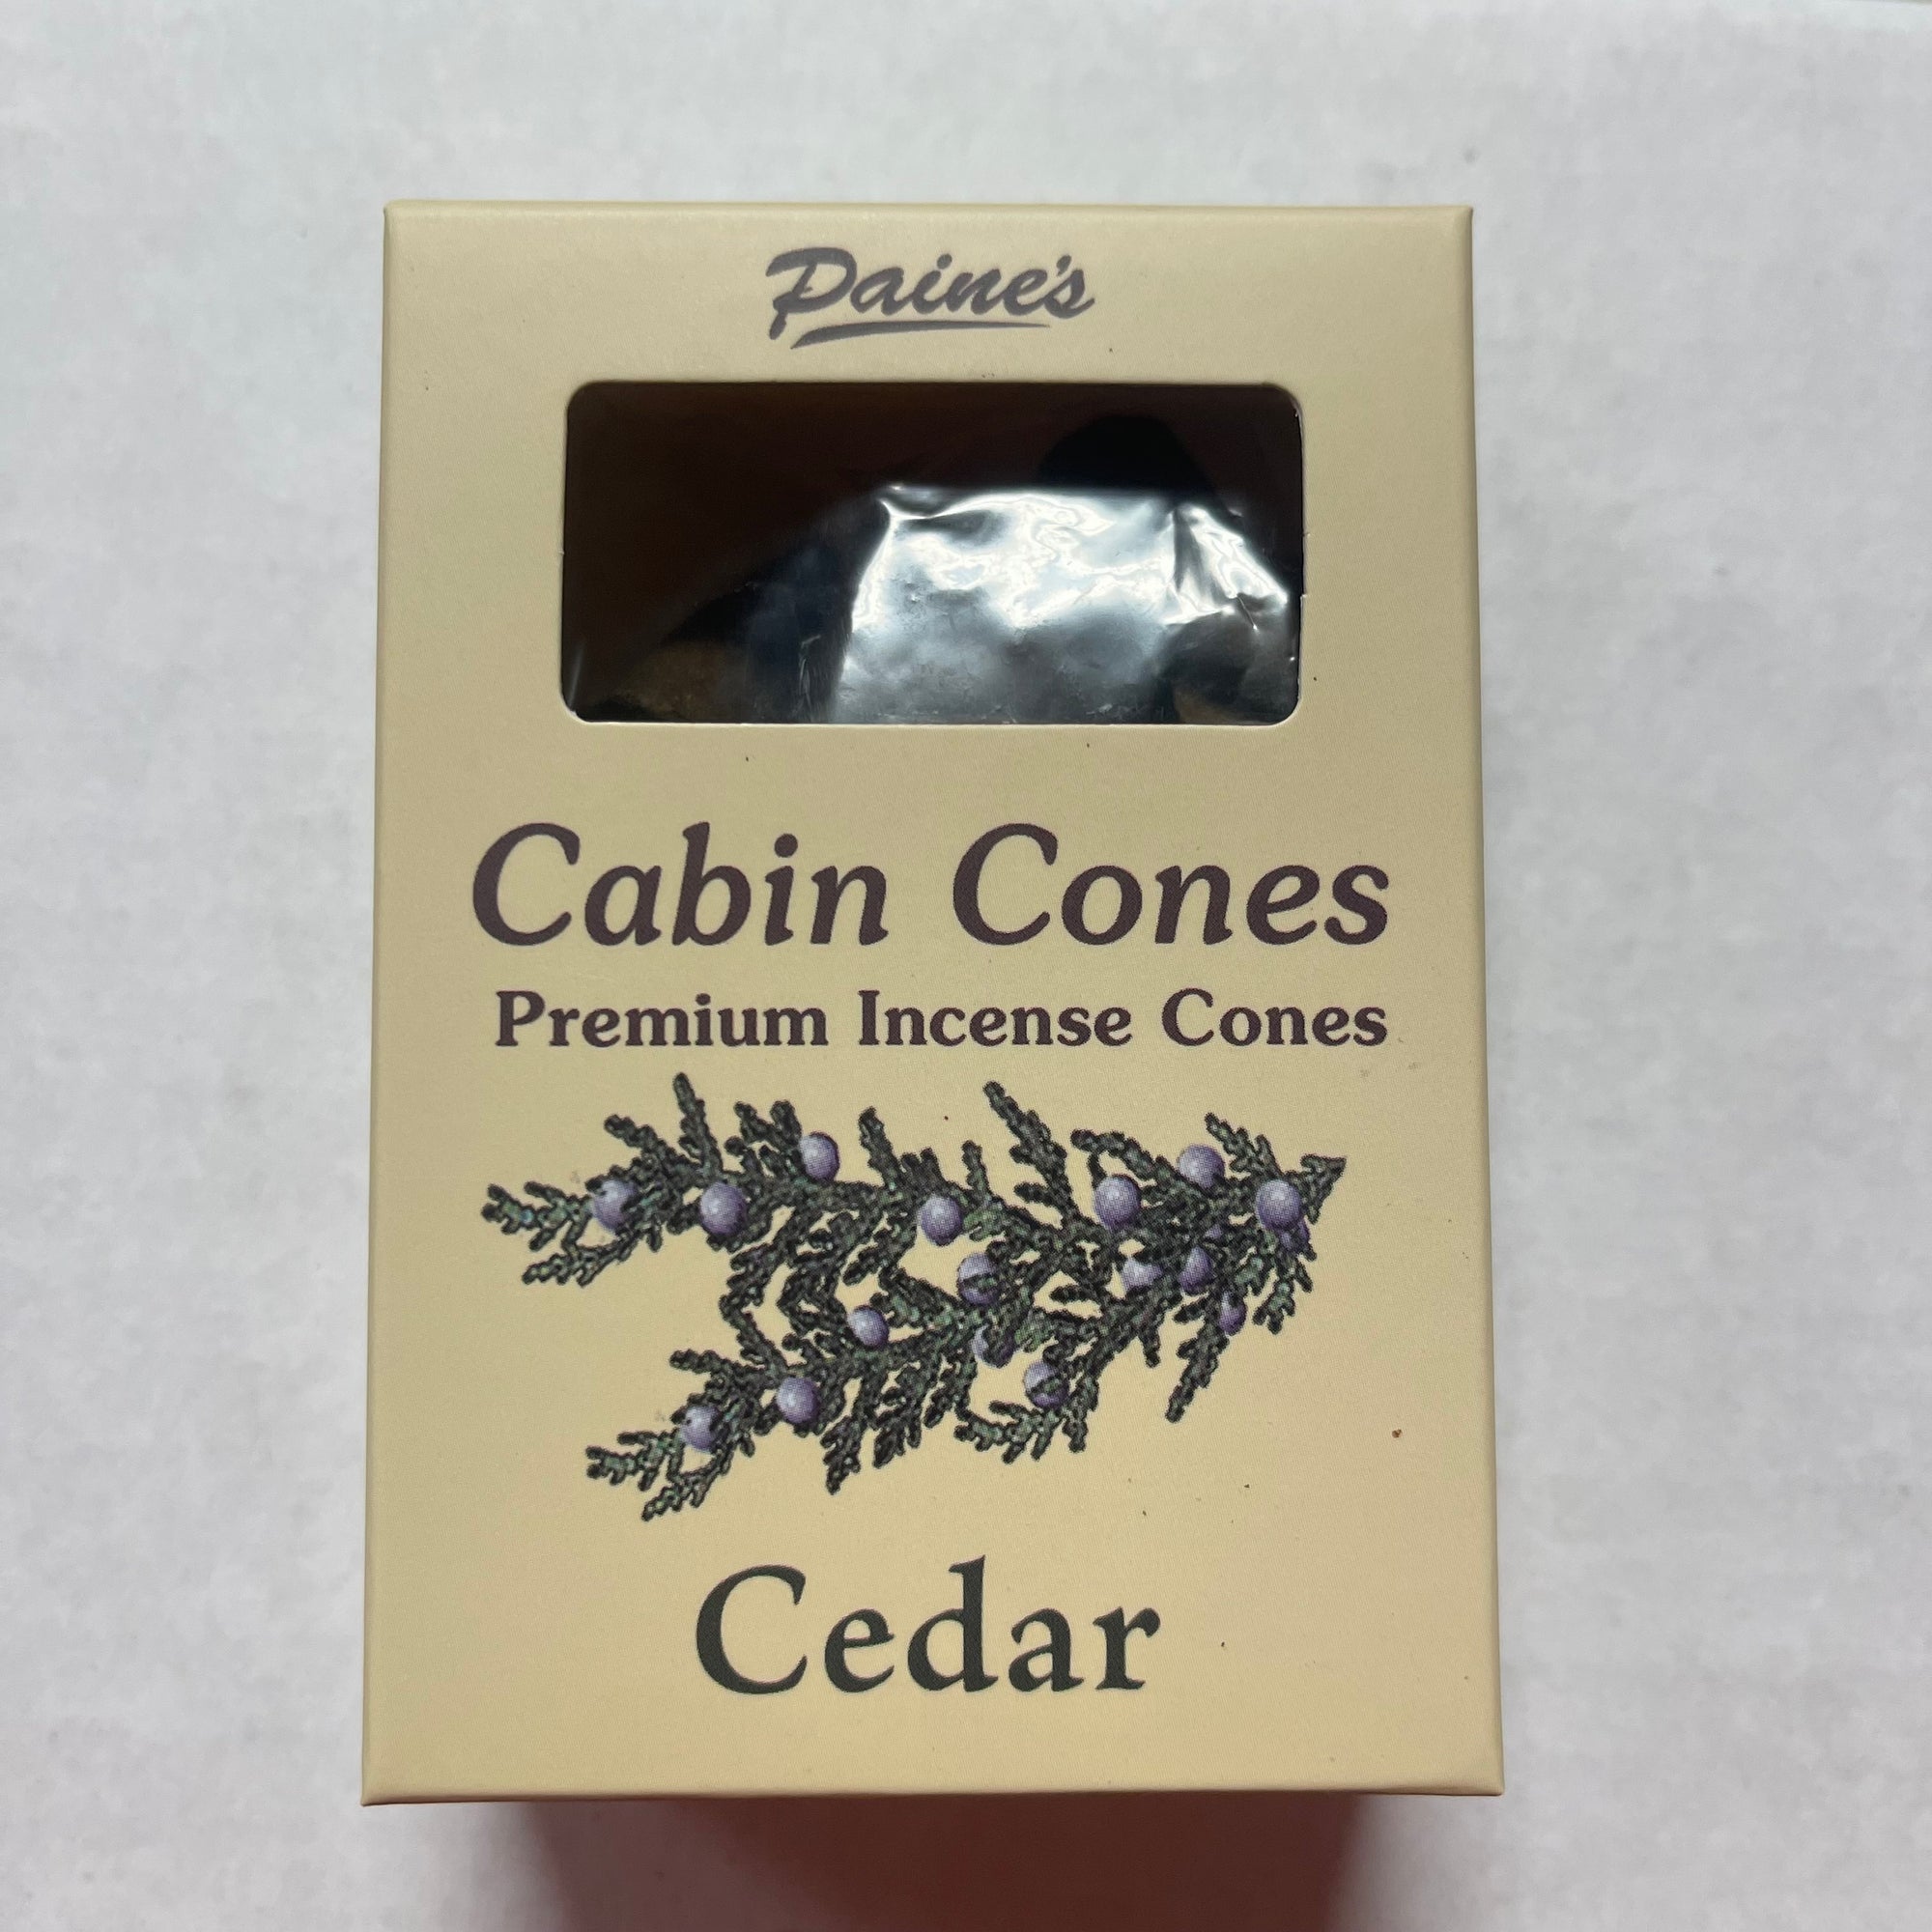 Paine's
Cabin Cones
Premium Incense Cones
Cedar